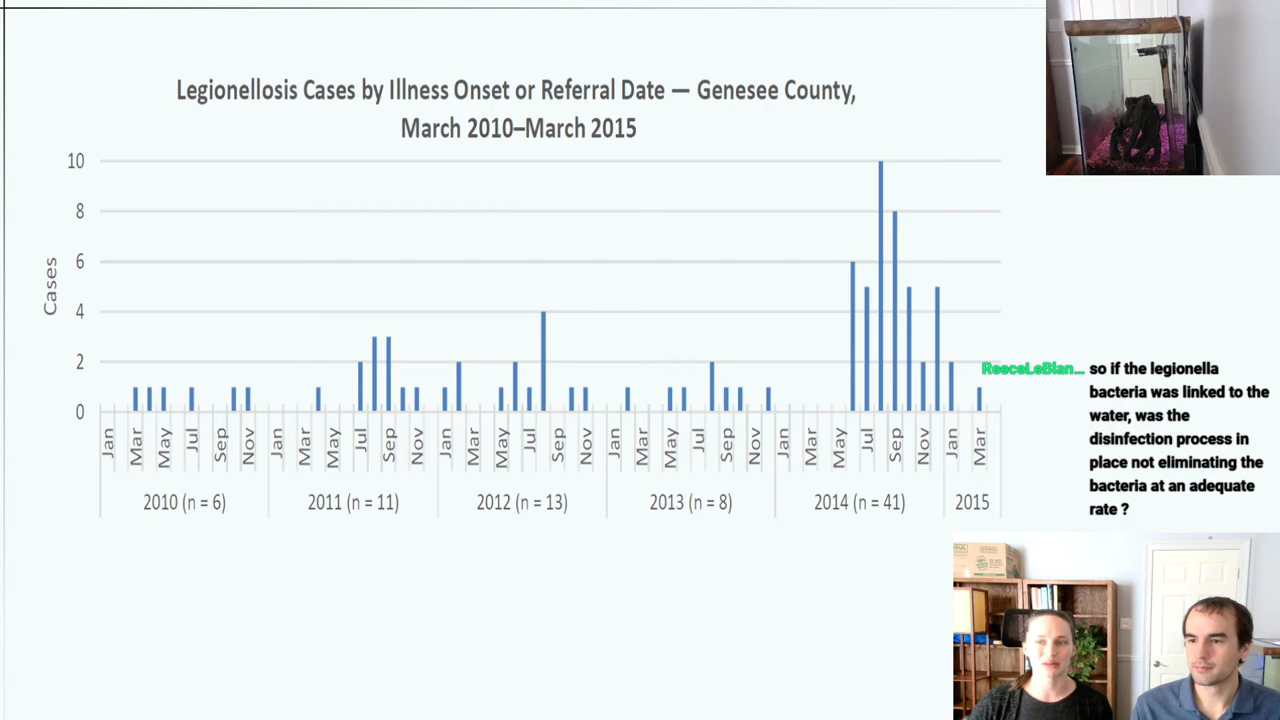 Legionellosis Cases by Illness Onset or Referral Date — Genesee County,
March 2010–March 2015
Cases
10
8
6
4
2
0
Jan Mar May Jul Sep Nov Jan Mar May Jul Sep Nov Jan Mar May Jul Sep Nov Jan Mar May Jul Sep Nov Jan Mar May Jul Sep Nov Jan Mar
2010 (n = 6) 2011 (n = 11) 2012 (n = 13) 2013 (n = 8) 2014 (n = 41) 2015
ReeceLeBlan... so if the legionella
bacteria was linked to the
water, was the
disinfection process in
place not eliminating the
bacteria at an adequate
rate ?